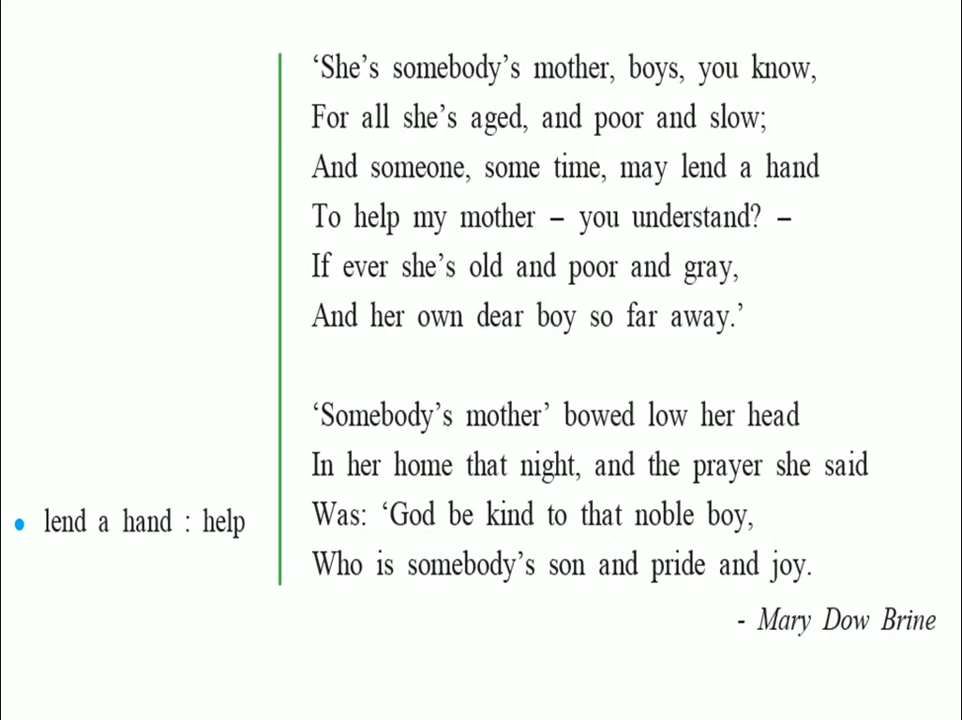 ‘She’s somebody’s mother, boys, you know,
For all she’s aged, and poor and slow;
And someone, some time, may lend a hand
To help my mother – you understand? –
If ever she’s old and poor and gray,
And her own dear boy so far away.’
‘Somebody’s mother’ bowed low her head
In her home that night, and the prayer she said
Was: ‘God be kind to that noble boy,
Who is somebody’s son and pride and joy.
- Mary Dow Brine
• lend a hand : help